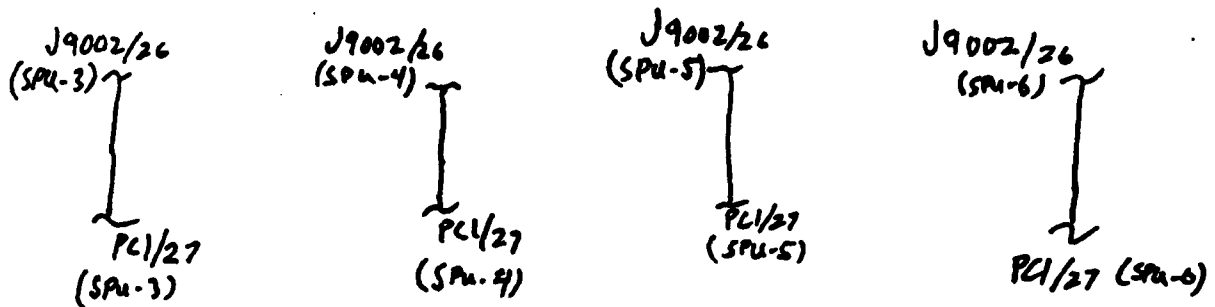 J9002/26
(SPU-3)
PC1/27
(SPU-3)
J9002/26
(SPU-4)
PC1/27
(SPU-4)
J9002/26
(SPU-5)
PC1/27
(SPU-5)
J9002/26
(SPU-6)
PC1/27 (SPU-6)